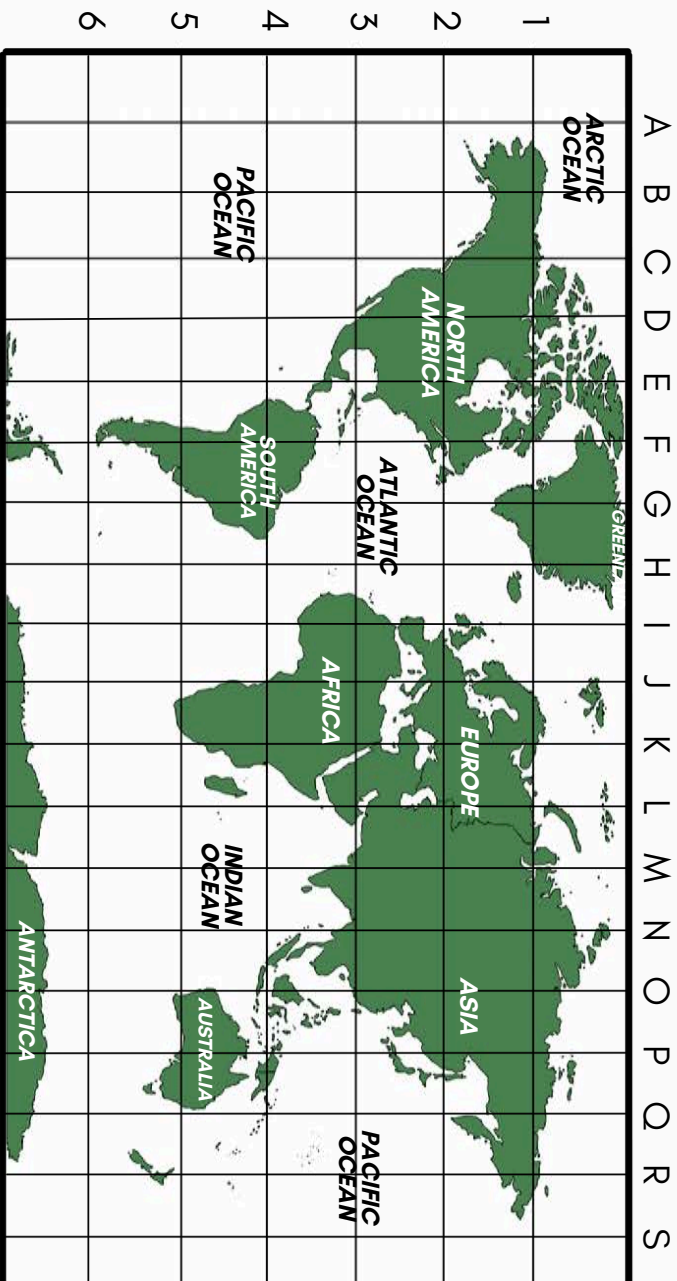 A B C D E F G H I J K L M N O P Q R S
1
2
3
4
5
6
ARCTIC
OCEAN
GREENL
NORTH
AMERICA
EUROPE
ASIA
ATLANTIC
OCEAN
AFRICA
PACIFIC
OCEAN
PACIFIC
OCEAN
SOUTH
AMERICA
INDIAN
OCEAN
AUSTRALIA
ANTARCTICA